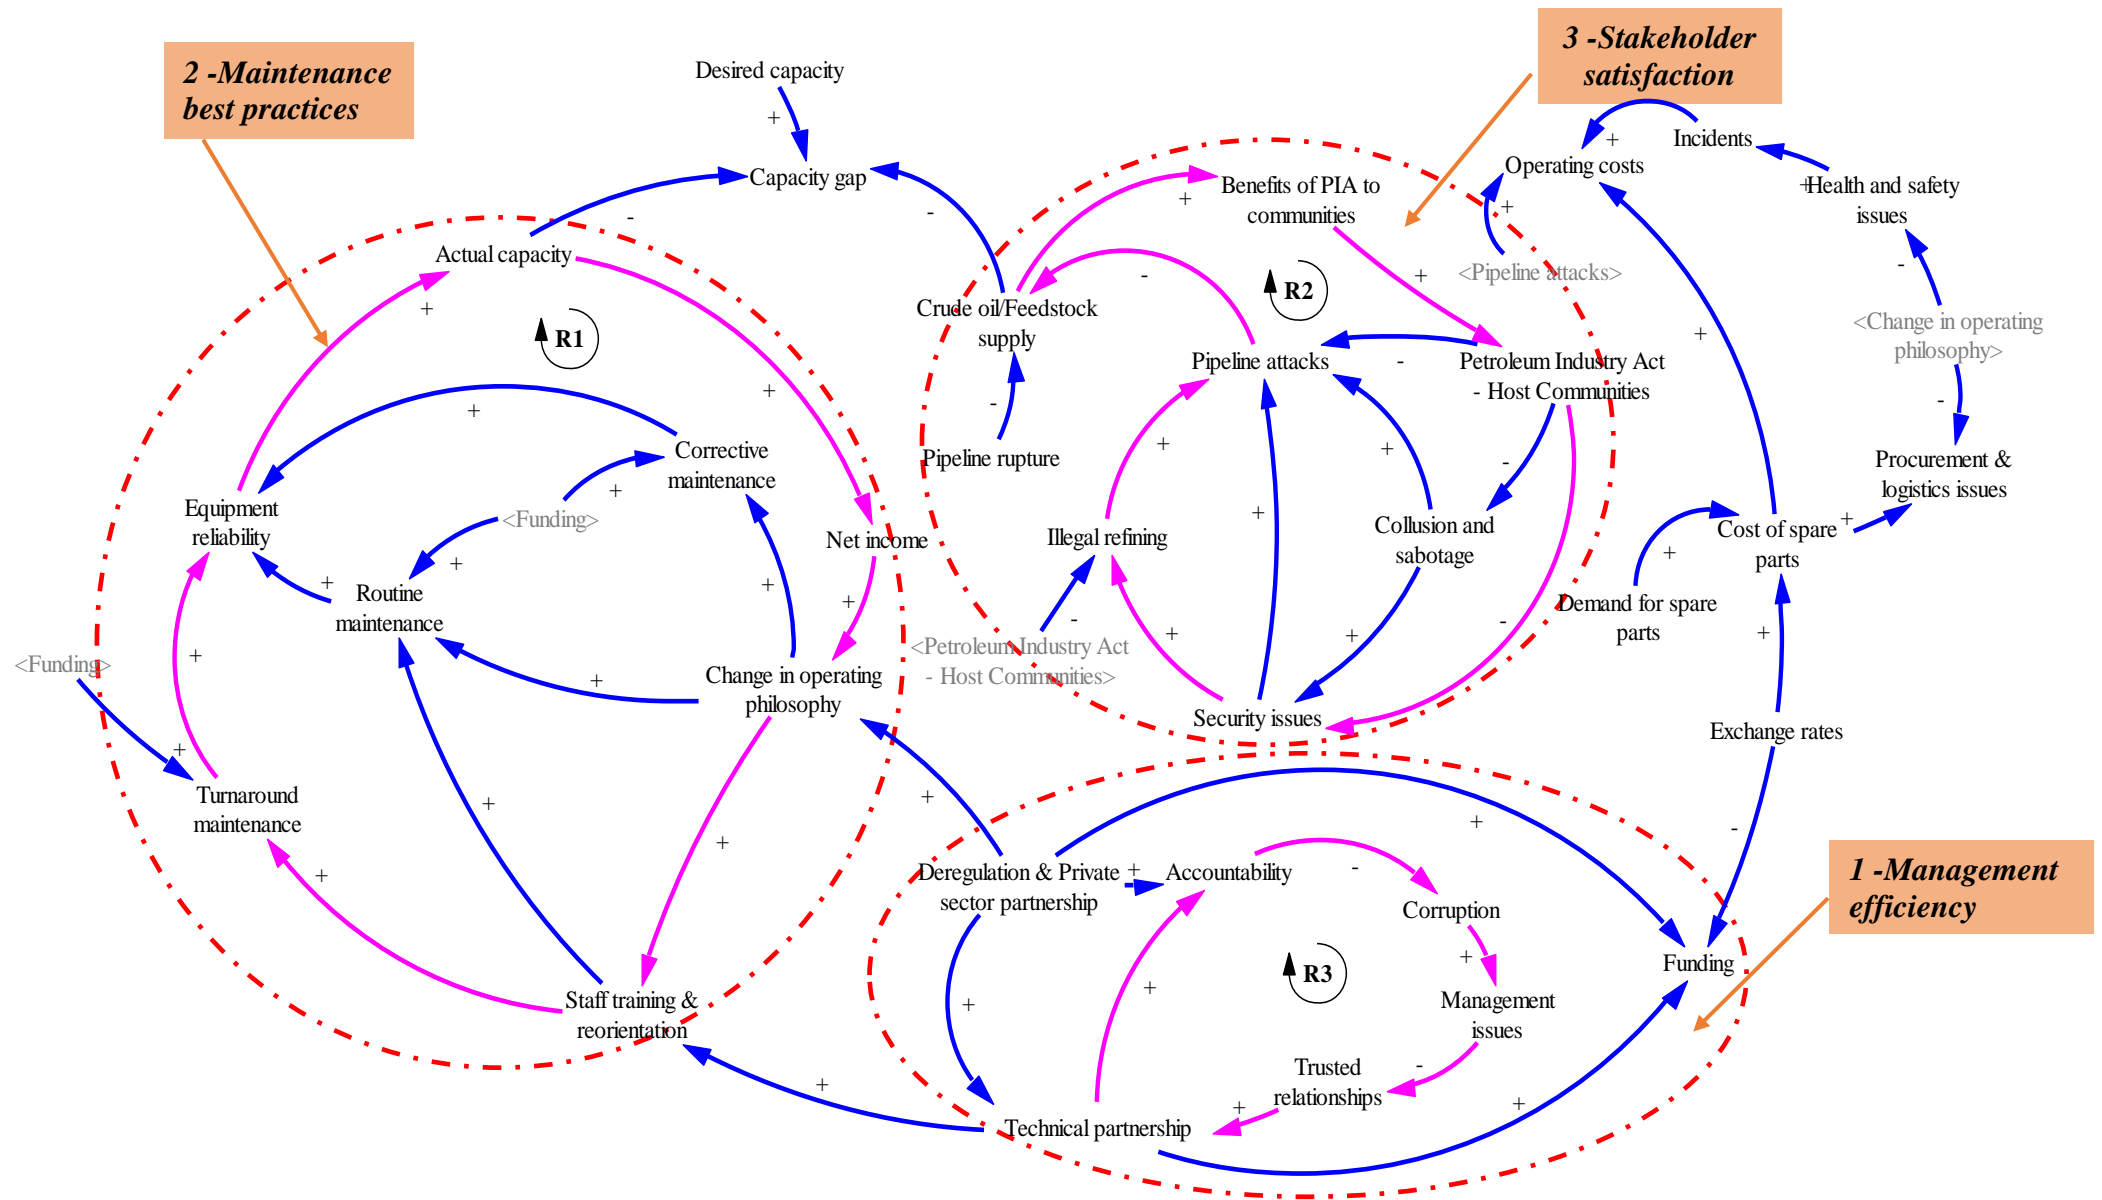 2 -Maintenance
best practices
Desired capacity
+
Capacity gap
3 -Stakeholder
satisfaction
Incidents
+
Operating costs
+
Health and safety
issues
+
Benefits of PIA to
communities
+
+
<Pipeline attacks>
-
<Change in operating
philosophy>
-
Procurement &
logistics issues
-
-
Actual capacity
+
R1
+
Crude oil/Feedstock
supply
-
R2
Pipeline attacks
-
Petroleum Industry Act
- Host Communities
+
-
Pipeline rupture
+
+
-
+
Corrective
maintenance
+
<Funding>
+
Equipment
reliability
+
Routine
maintenance
+
Net income
+
Illegal refining
+
Collusion and
sabotage
-
<Petroleum Industry Act
- Host Communities>
+
+
-
Security issues
Cost of spare
parts
+
+
Demand for spare
parts
+
Exchange rates
-
<Funding>
+
+
Change in operating
philosophy
+
Turnaround
maintenance
+
+
+
+
Staff training &
reorientation
+
Deregulation & Private
sector partnership
+
Accountability
-
Corruption
+
+
1 -Management
efficiency
Funding
R3
+
+
Management
issues
-
Trusted
relationships
+
Technical partnership
+